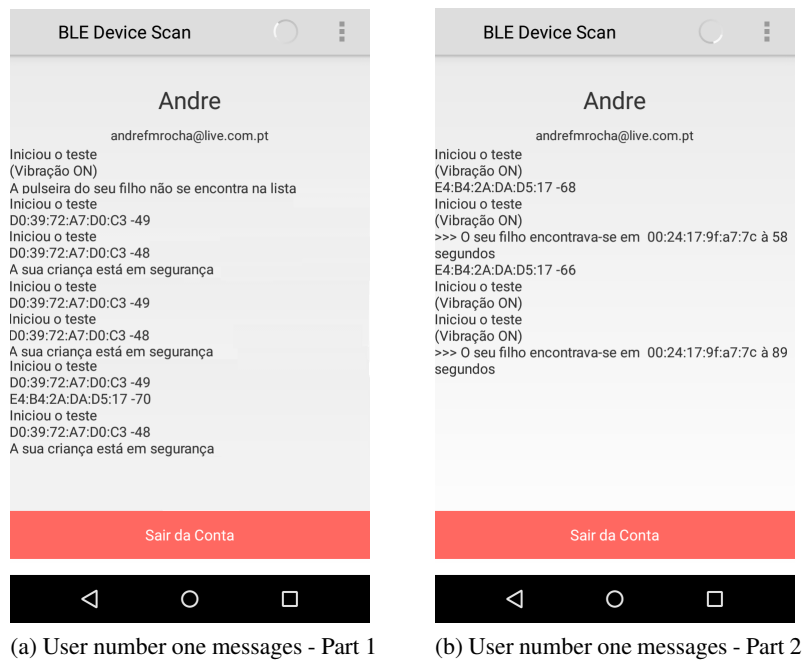 BLE Device Scan
Andre
andrefmrocha@live.com.pt
Iniciou o teste
(Vibração ON)
A pulseira do seu filho não se encontra na lista
Iniciou o teste
D0:39:72:A7:D0:C3 -49
Iniciou o teste
D0:39:72:A7:D0:C3 -48
A sua criança está em segurança
Iniciou o teste
D0:39:72:A7:D0:C3 -49
Iniciou o teste
D0:39:72:A7:D0:C3 -48
A sua criança está em segurança
Iniciou o teste
D0:39:72:A7:D0:C3 -49
E4:B4:2A:DA:D5:17 -70
Iniciou o teste
D0:39:72:A7:D0:C3 -48
A sua criança está em segurança
Sair da Conta
(a) User number one messages - Part 1
BLE Device Scan
Andre
andrefmrocha@live.com.pt
Iniciou o teste
(Vibração ON)
E4:B4:2A:DA:D5:17 -68
Iniciou o teste
(Vibração ON)
>>> O seu filho encontrava-se em  00:24:17:9f:a7:7c à 58
segundos
E4:B4:2A:DA:D5:17 -66
Iniciou o teste
(Vibração ON)
Iniciou o teste
(Vibração ON)
>>> O seu filho encontrava-se em  00:24:17:9f:a7:7c à 89
segundos
Sair da Conta
(b) User number one messages - Part 2